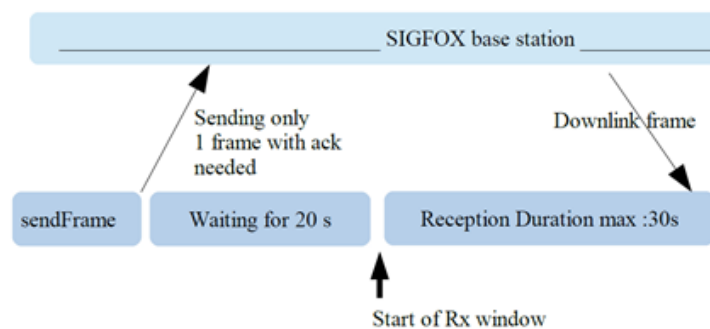 SIGFOX base station
Sending only
1 frame with ack
needed
Downlink frame
sendFrame
Waiting for 20 s
Reception Duration max :30s
Start of Rx window